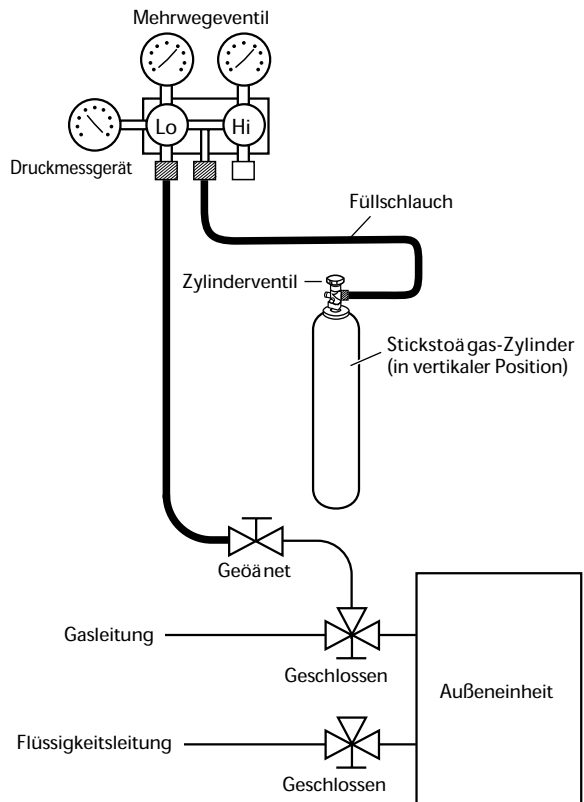 Mehrwegeventil
Lo
Hi
Druckmessgerät
Füllschlauch
Zylinderventil
Stickstoägas-Zylinder
(in vertikaler Position)
Geöänet
Gasleitung
Geschlossen
Außeneinheit
Flüssigkeitsleitung
Geschlossen